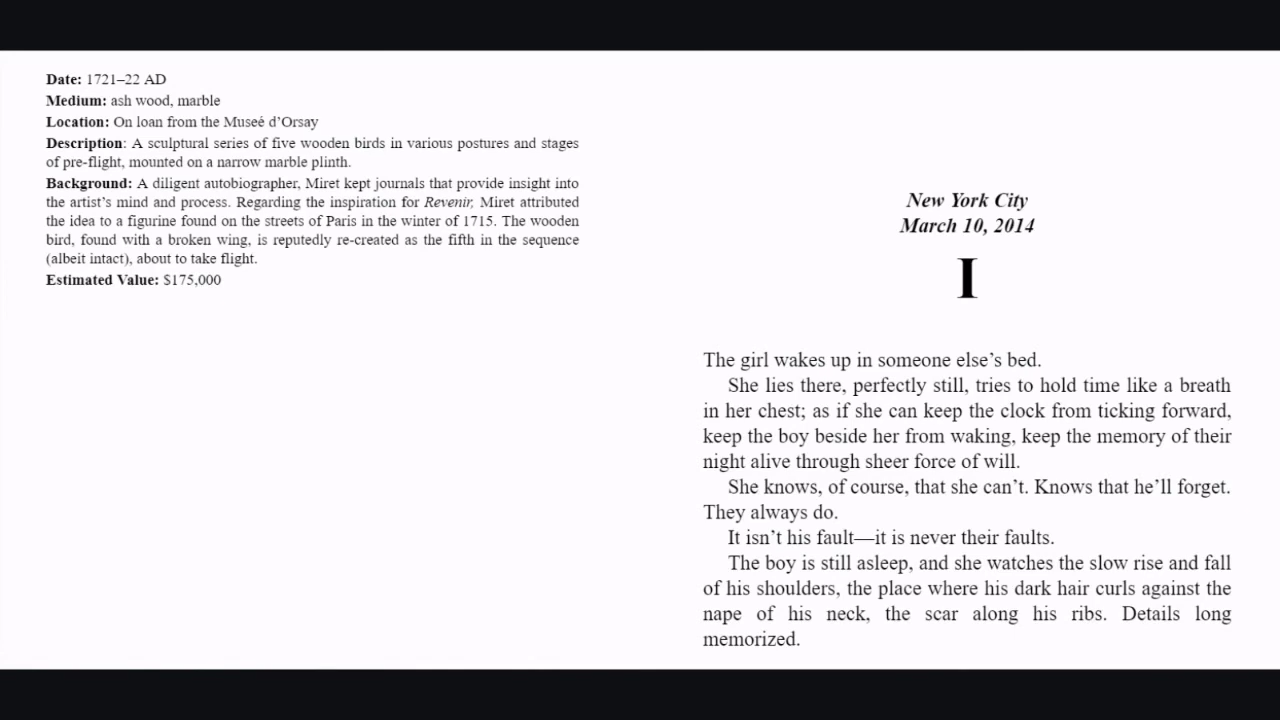 Date: 1721–22 AD
Medium: ash wood, marble
Location: On loan from the Museé d’Orsay
Description: A sculptural series of five wooden birds in various postures and stages
of pre-flight, mounted on a narrow marble plinth.
Background: A diligent autobiographer, Miret kept journals that provide insight into
the artist’s mind and process. Regarding the inspiration for Revenir, Miret attributed
the idea to a figurine found on the streets of Paris in the winter of 1715. The wooden
bird, found with a broken wing, is reputedly re-created as the fifth in the sequence
(albeit intact), about to take flight.
Estimated Value: $175,000
New York City
March 10, 2014
I
The girl wakes up in someone else’s bed.
She lies there, perfectly still, tries to hold time like a breath
in her chest; as if she can keep the clock from ticking forward,
keep the boy beside her from waking, keep the memory of their
night alive through sheer force of will.
She knows, of course, that she can’t. Knows that he’ll forget.
They always do.
It isn’t his fault—it is never their faults.
The boy is still asleep, and she watches the slow rise and fall
of his shoulders, the place where his dark hair curls against the
nape of his neck, the scar along his ribs. Details long
memorized.